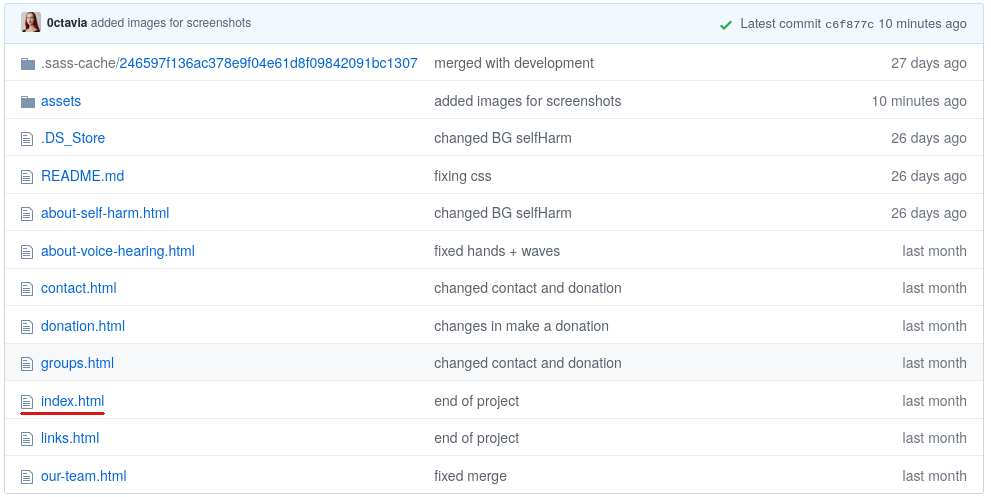 0ctavia added images for screenshots Latest commit c6f877c 10 minutes ago
.sass-cache/246597f136ac378e9f04e61d8f09842091bc1307 merged with development 27 days ago
assets added images for screenshots 10 minutes ago
.DS_Store changed BG selfHarm 26 days ago
README.md fixing css 26 days ago
about-self-harm.html changed BG selfHarm 26 days ago
about-voice-hearing.html fixed hands + waves last month
contact.html changed contact and donation last month
donation.html changes in make a donation last month
groups.html changed contact and donation last month
index.html end of project last month
links.html end of project last month
our-team.html fixed merge last month